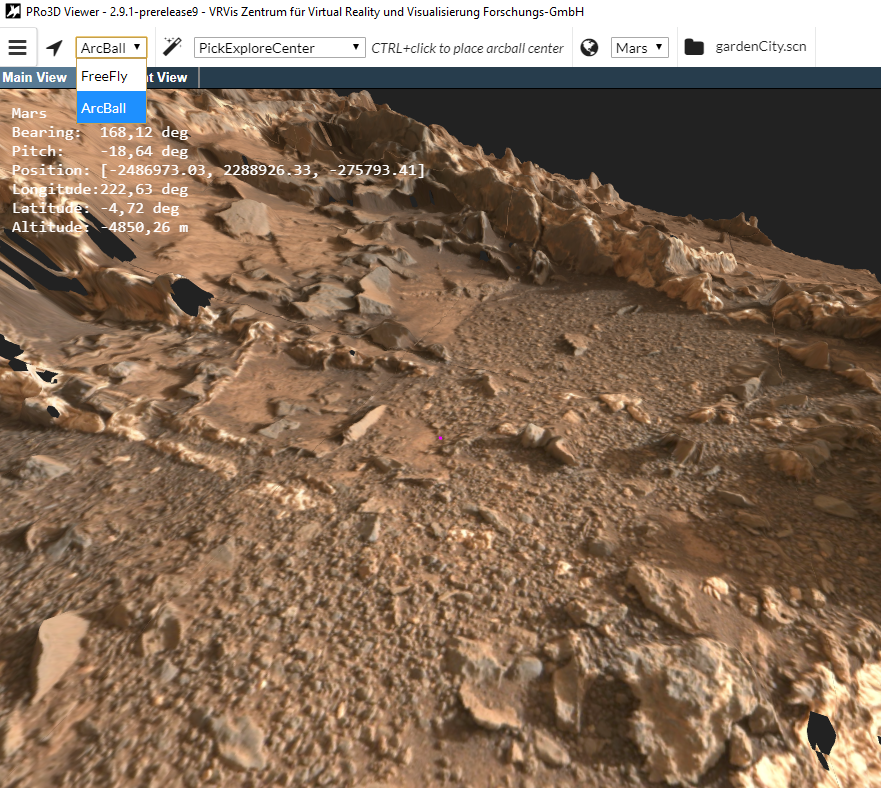 PRo3D Viewer - 2.9.1-prerelease9 - VRVis Zentrum für Virtual Reality und Visualisierung Forschungs-GmbH
ArcBall PickExploreCenter CTRL+click to place arcball center Mars gardenCity.scn
Main View t View
FreeFly
ArcBall
Mars
Bearing: 168,12 deg
Pitch: -18,64 deg
Position: [-2486973.03, 2288926.33, -275793.41]
Longitude:222,63 deg
Latitude: -4,72 deg
Altitude: -4850,26 m